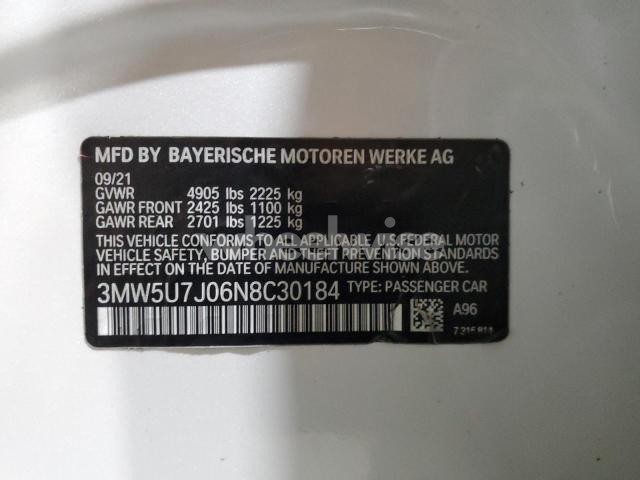 MFD BY BAYERISCHE MOTOREN WERKE AG
09/21
GVWR 4905 lbs 2225 kg
GAWR FRONT 2425 lbs 1100 kg
GAWR REAR 2701 lbs 1225 kg
THIS VEHICLE CONFORMS TO ALL APPLICABLE U.S.FEDERAL MOTOR
VEHICLE SAFETY, BUMPER, AND THEFT PREVENTION STANDARDS
IN EFFECT ON THE DATE OF MANUFACTURE SHOWN ABOVE.
3MW5U7J06N8C30184 TYPE: PASSENGER CAR
A96